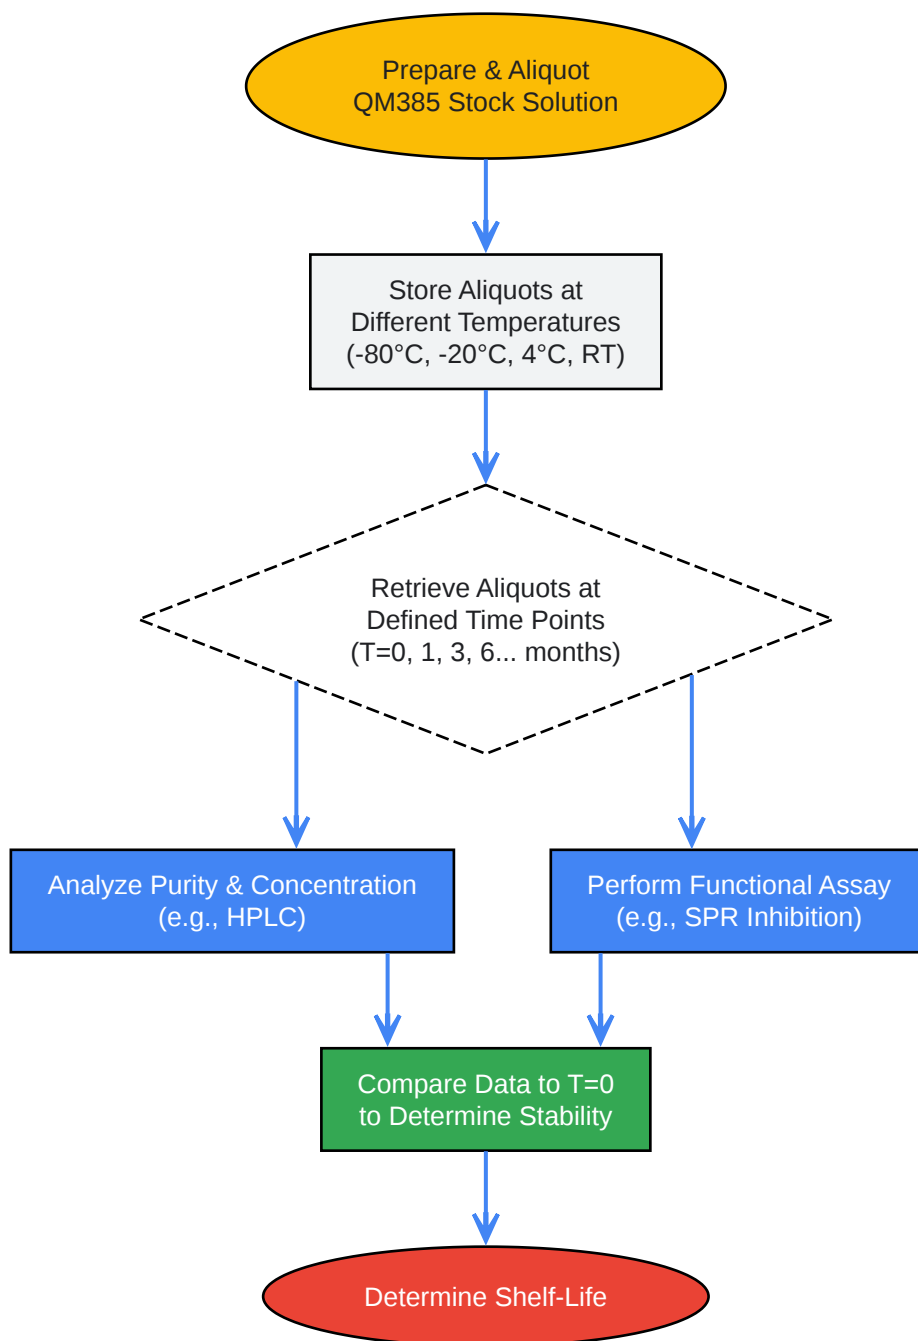 Prepare & Aliquot
QM385 Stock Solution
Store Aliquots at
Different Temperatures
(-80°C, -20°C, 4°C, RT)
Retrieve Aliquots at
Defined Time Points
(T=0, 1, 3, 6... months)
Analyze Purity & Concentration
(e.g., HPLC)
Perform Functional Assay
(e.g., SPR Inhibition)
Compare Data to T=0
to Determine Stability
Determine Shelf-Life